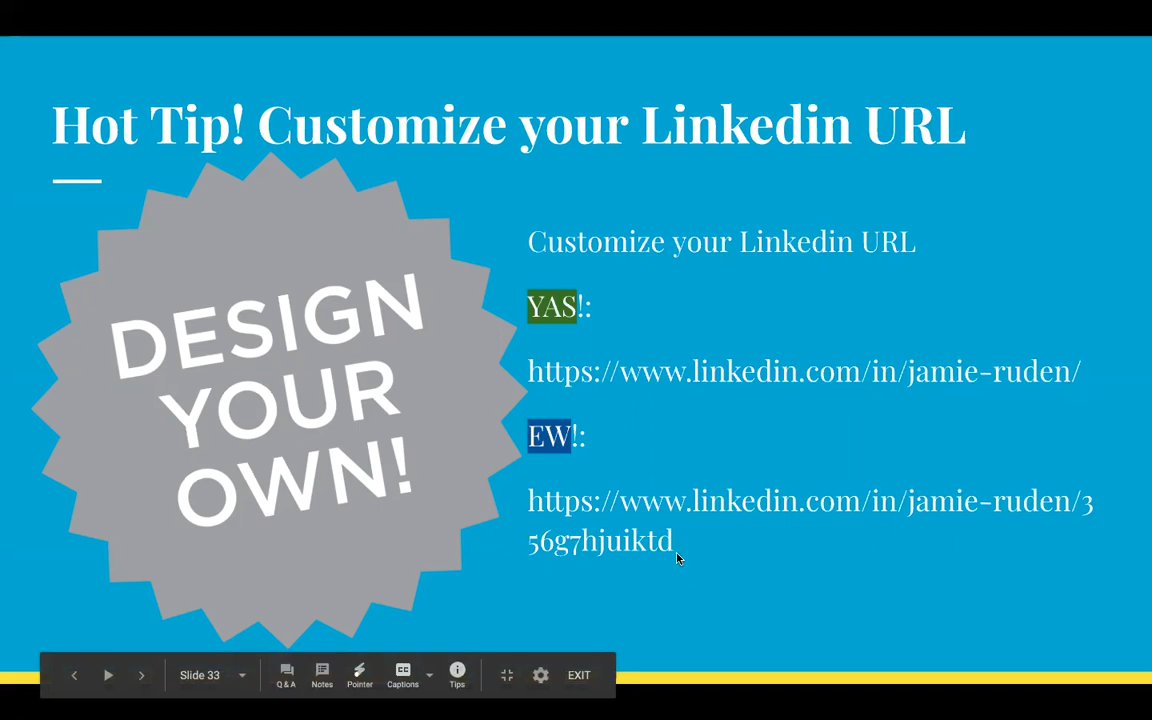 Hot Tip! Customize your Linkedin URL
DESIGN
YOUR
OWN!
Customize your Linkedin URL
YAS!:
https://www.linkedin.com/in/jamie-ruden/
EW!:
https://www.linkedin.com/in/jamie-ruden/3
56g7hjuiktd
Slide 33
CC
Q & A
Notes
Pointer
Captions
Tips
EXIT